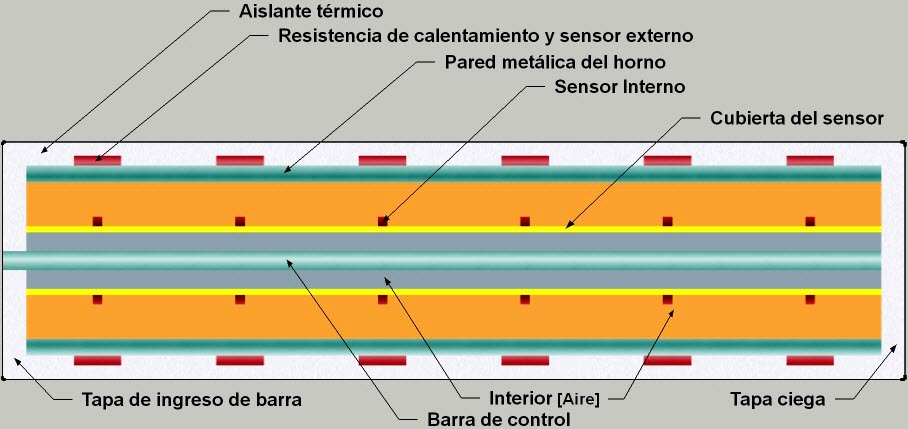 Aislante térmico
Resistencia de calentamiento y sensor externo
Pared metálica del horno
Sensor Interno
Cubierta del sensor
Tapa de ingreso de barra
Interior [Aire]
Tapa ciega
Barra de control